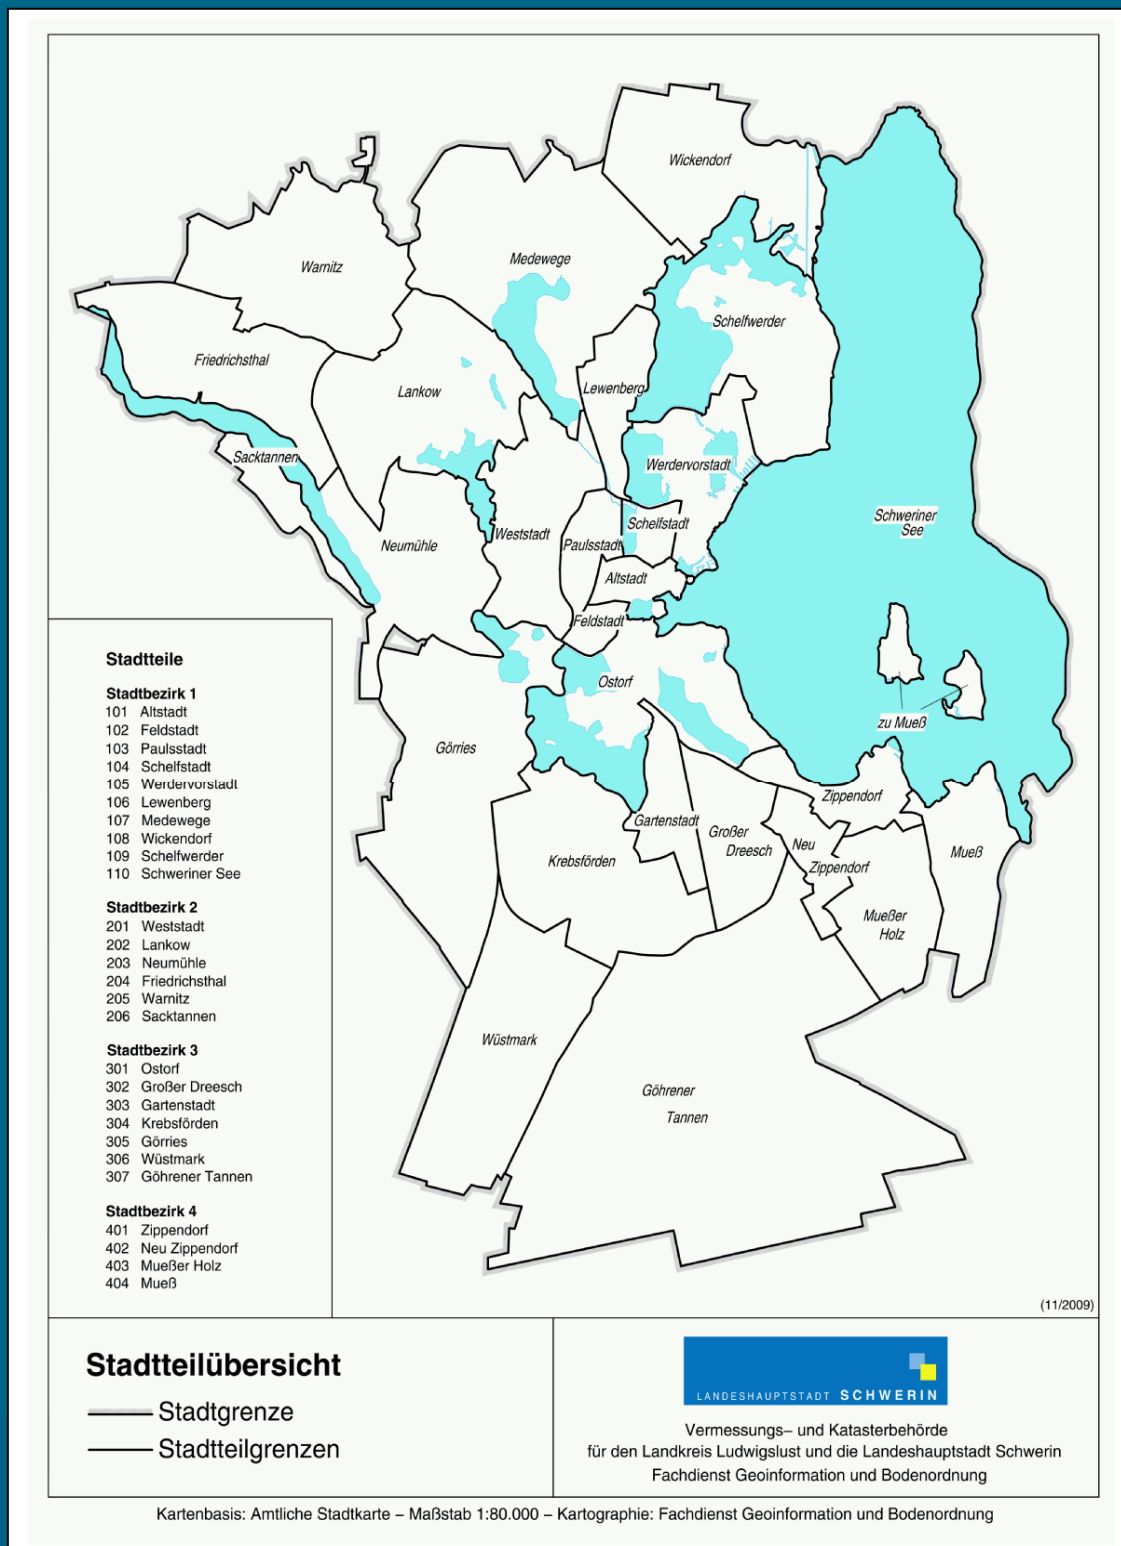 Wickendorf
Medewege
Warnitz
Schelfwerder
Friedrichsthal
Lankow
Lewenberg
Sacktannen
Werdervorstadt
Schweriner
See
Schelfstadt
Weststadt
Paulsstadt
Neumühle
Altstadt
Feldstadt
Ostorf
zu Mueß
Görries
Zippendorf
Gartenstadt
Großer
Dreesch
Neu
Zippendorf
Mueß
Krebsförden
Mueßer
Holz
Wüstmark
Göhrener
Tannen
Stadtteile
Stadtbezirk 1
101 Altstadt
102 Feldstadt
103 Paulsstadt
104 Schelfstadt
105 Werdervorstadt
106 Lewenberg
107 Medewege
108 Wickendorf
109 Schelfwerder
110 Schweriner See
Stadtbezirk 2
201 Weststadt
202 Lankow
203 Neumühle
204 Friedrichsthal
205 Warnitz
206 Sacktannen
Stadtbezirk 3
301 Ostorf
302 Großer Dreesch
303 Gartenstadt
304 Krebsförden
305 Görries
306 Wüstmark
307 Göhrener Tannen
Stadtbezirk 4
401 Zippendorf
402 Neu Zippendorf
403 Mueßer Holz
404 Mueß
(11/2009)
Stadtteilübersicht
Stadtgrenze
Stadtteilgrenzen
LANDESHAUPTSTADT SCHWERIN
Vermessungs– und Katasterbehörde
für den Landkreis Ludwigslust und die Landeshauptstadt Schwerin
Fachdienst Geoinformation und Bodenordnung
Kartenbasis: Amtliche Stadtkarte – Maßstab 1:80.000 – Kartographie: Fachdienst Geoinformation und Bodenordnung